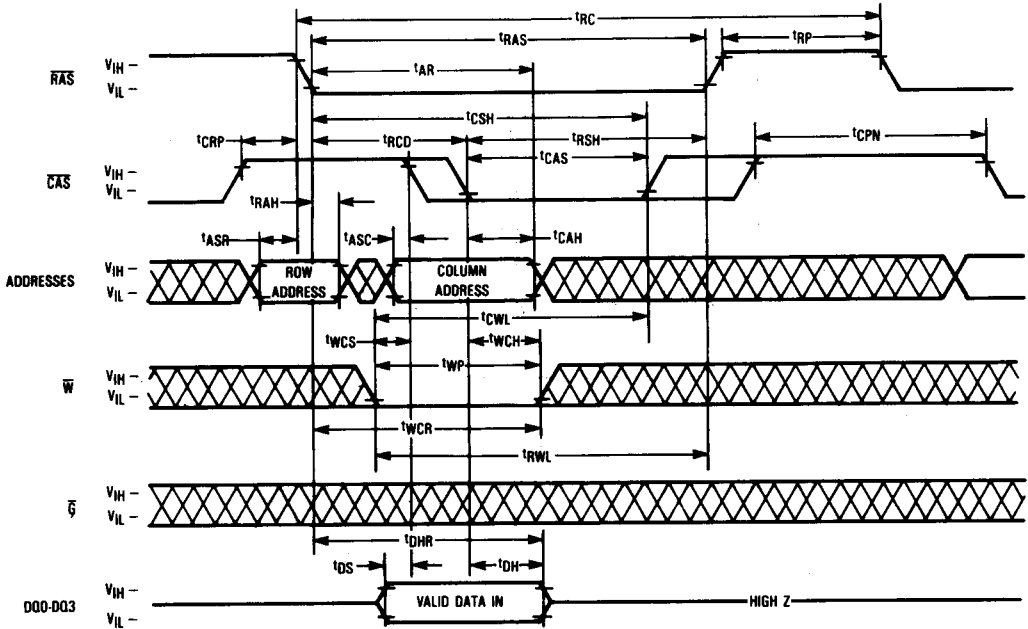 tRC
tRAS
tRP
RAS
VIH –
VIL –
tAR
tCSH
tCRP
tRCD
tRSH
tCPN
tCAS
CAS
VIH –
VIL –
tRAH
tASR
tASC
tCAH
ADDRESSES
VIH –
VIL –
ROW ADDRESS
COLUMN ADDRESS
tCWL
tWCS
tWCH
tWP
W
VIH –
VIL –
tWCR
tRWL
G
VIH –
VIL –
tDHR
tDS
tDH
DQ0-DQ3
VIH –
VIL –
VALID DATA IN
HIGH Z